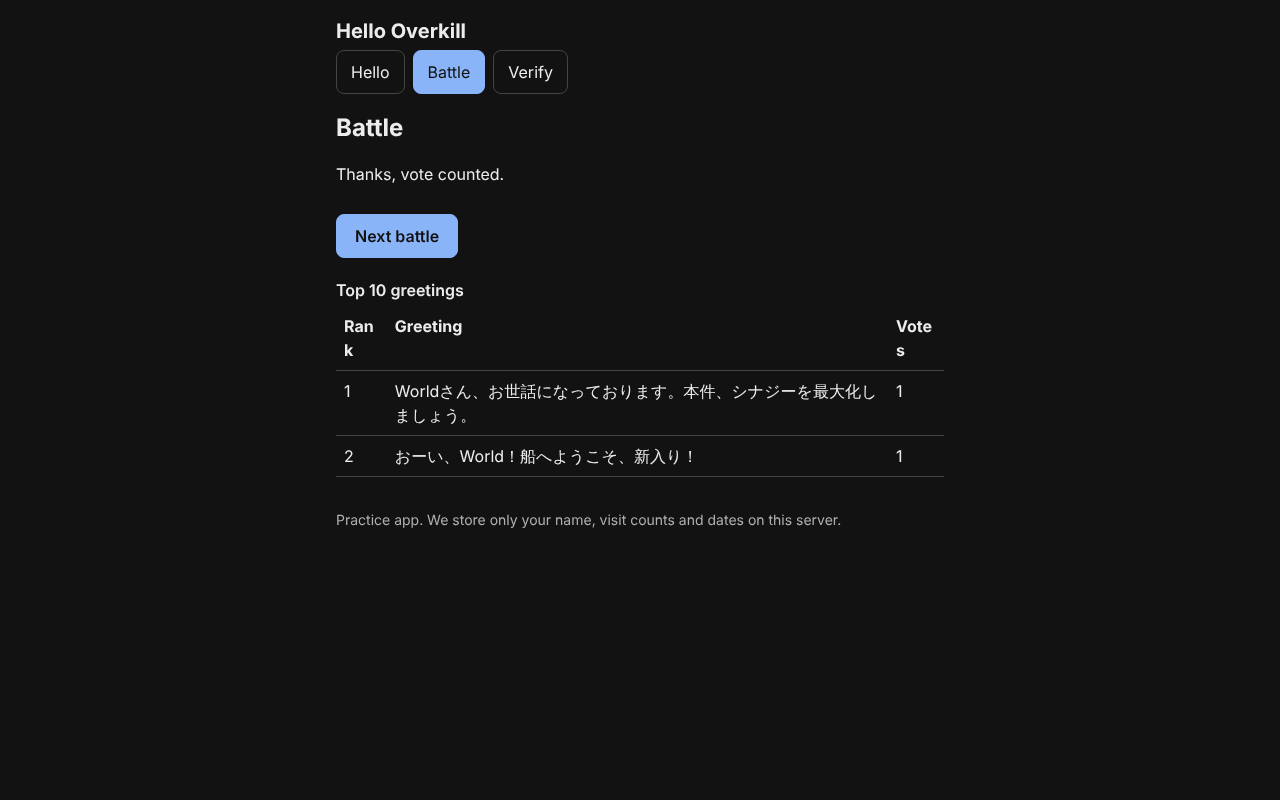 Hello Overkill
Hello Battle Verify
Battle
Thanks, vote counted.
Next battle
Top 10 greetings
Ran Greeting Vote
k s
1 Worldさん、お世話になっております。本件、シナジーを最大化し 1
ましょう。
2 おーい、World！船へようこそ、新入り！ 1
Practice app. We store only your name, visit counts and dates on this server.